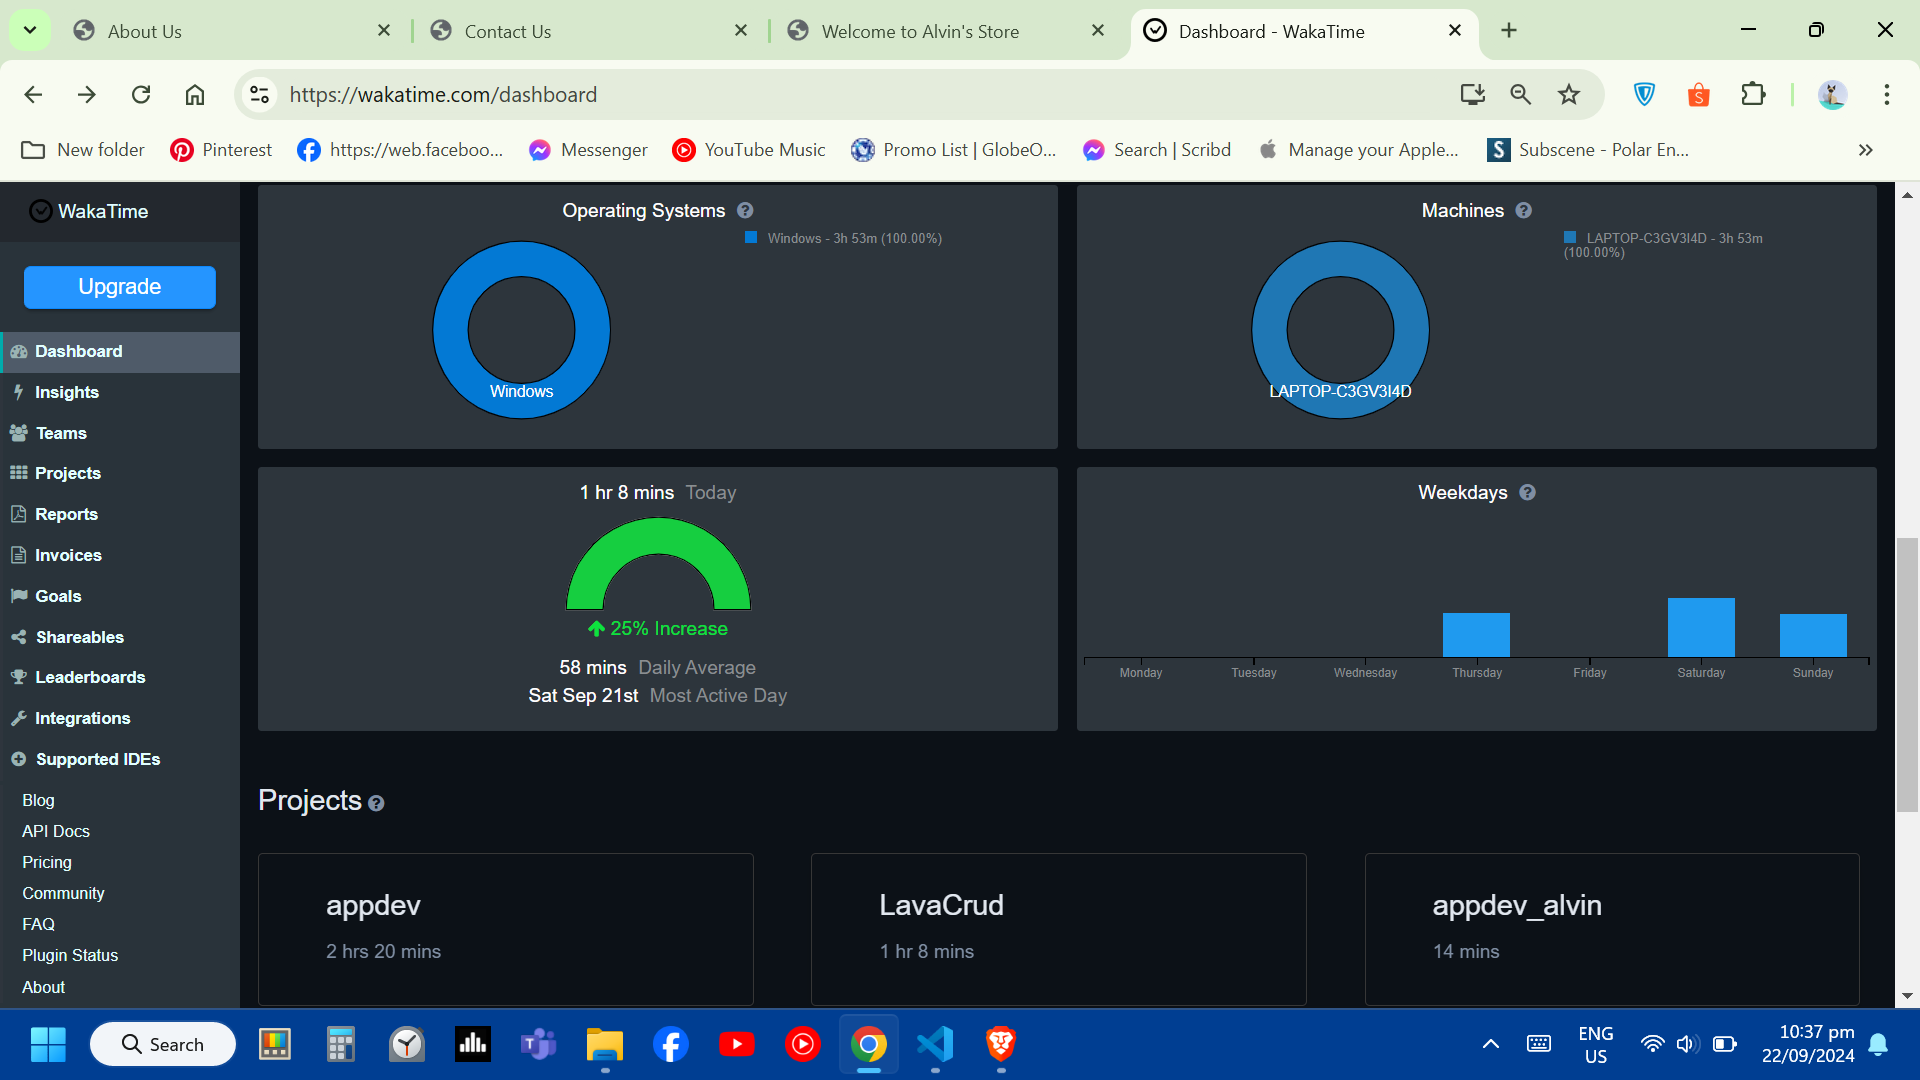 About Us
Contact Us
Welcome to Alvin's Store
Dashboard - WakaTime
https://wakatime.com/dashboard
New folder
Pinterest
https://web.faceboo...
Messenger
YouTube Music
Promo List | GlobeO...
Search | Scribd
Manage your Apple...
Subscene - Polar En...
WakaTime
Upgrade
Dashboard
Insights
Teams
Projects
Reports
Invoices
Goals
Shareables
Leaderboards
Integrations
Supported IDEs
Blog
API Docs
Pricing
Community
FAQ
Plugin Status
About
Operating Systems
Windows - 3h 53m (100.00%)
Windows
Machines
LAPTOP-C3GV3I4D - 3h 53m
(100.00%)
LAPTOP-C3GV3I4D
1 hr 8 mins Today
25% Increase
58 mins Daily Average
Sat Sep 21st Most Active Day
Weekdays
Monday Tuesday Wednesday Thursday Friday Saturday Sunday
Projects
appdev
2 hrs 20 mins
LavaCrud
1 hr 8 mins
appdev_alvin
14 mins
Search
ENG
US
10:37 pm
22/09/2024